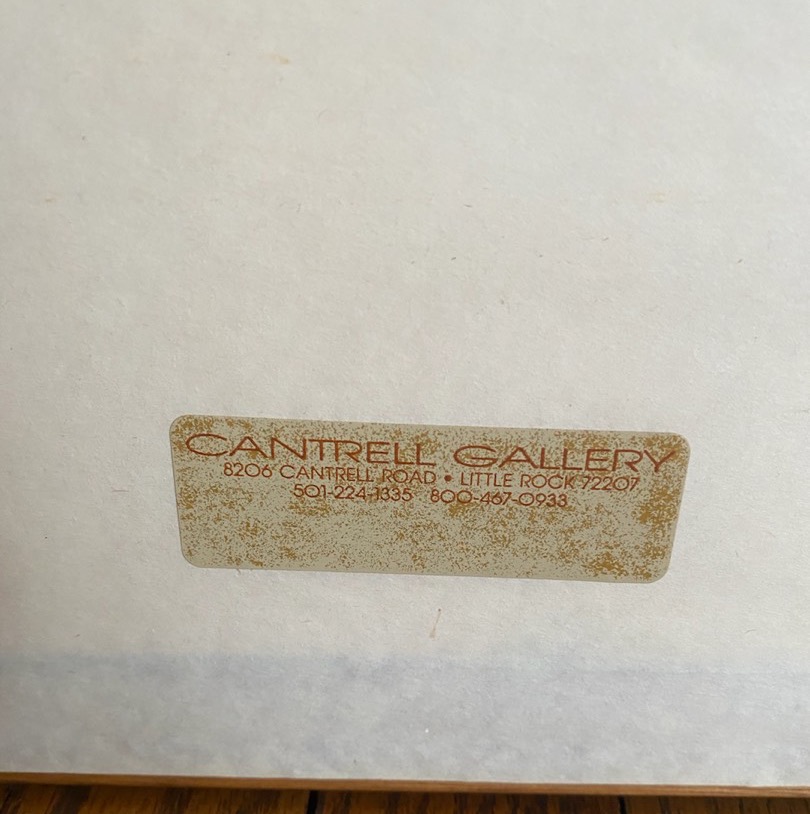 CANTRELL GALLERY
8206 CANTRELL ROAD • LITTLE ROCK 72207
501-224-1335 800-467-0933